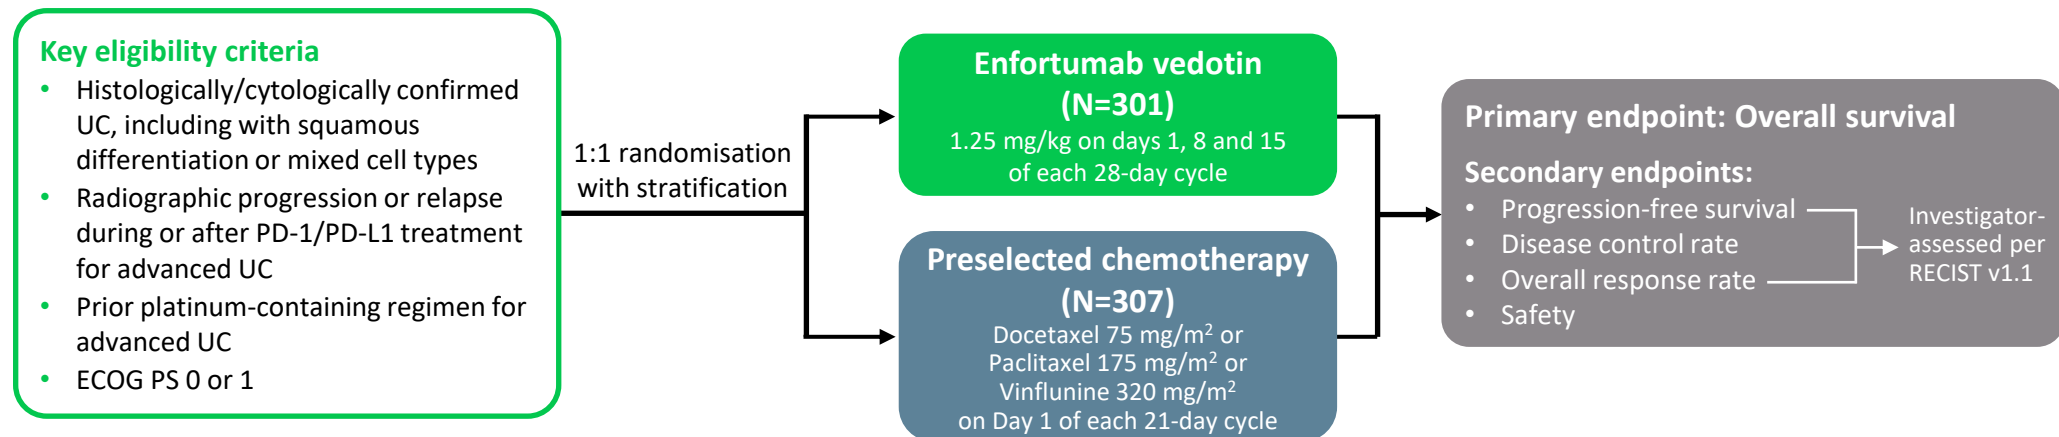 Key eligibility criteria
• Histologically/cytologically confirmed
UC, including with squamous
differentiation or mixed cell types
• Radiographic progression or relapse
during or after PD-1/PD-L1 treatment
for advanced UC
• Prior platinum-containing regimen for
advanced UC
• ECOG PS 0 or 1
1:1 randomisation
with stratification
Enfortumab vedotin
(N=301)
1.25 mg/kg on days 1, 8 and 15
of each 28-day cycle
Preselected chemotherapy
(N=307)
Docetaxel 75 mg/m² or
Paclitaxel 175 mg/m² or
Vinflunine 320 mg/m²
on Day 1 of each 21-day cycle
Primary endpoint: Overall survival
Secondary endpoints:
• Progression-free survival
• Disease control rate
• Overall response rate
• Safety
Investigator-
assessed per
RECIST v1.1